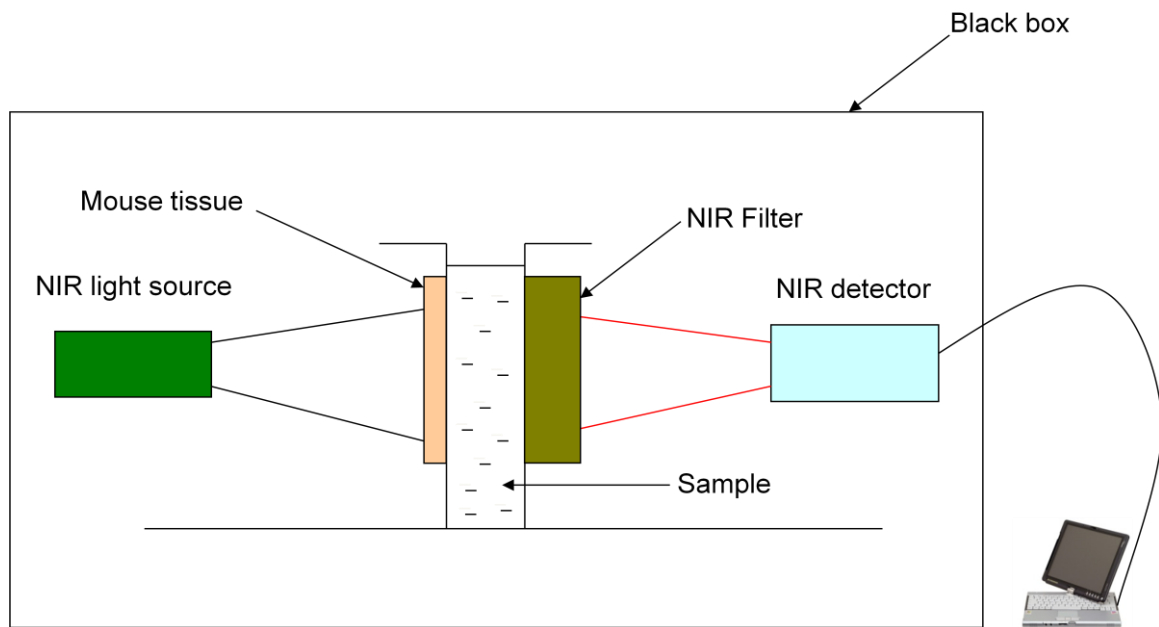 Black box
Mouse tissue
NIR Filter
NIR light source
NIR detector
Sample